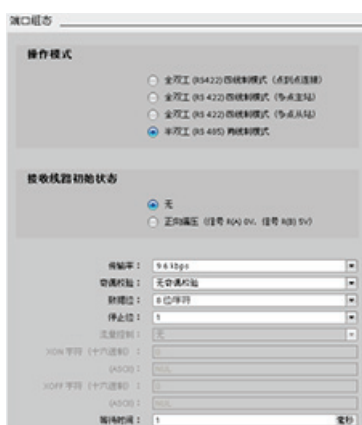 端口组态
操作模式
全双工 (RS422) 四线制模式 (点到点连接)
全双工 (RS 422) 四线制模式 (多点主站)
全双工 (RS 422) 四线制模式 (多点从站)
半双工 (RS 485) 两线制模式
接收线路初始状态
无
正向偏压 (信号 R(A) 0V, 信号 R(B) 5V)
传输率： 9.6 kbps
奇偶校验： 无奇偶校验
数据位： 8 位/字符
停止位： 1
流量控制： 无
XON 字符 (十六进制)： 0
(ASCII)： NUL
XOFF 字符 (十六进制)： 0
(ASCII)： NUL
等待时间： 1 毫秒